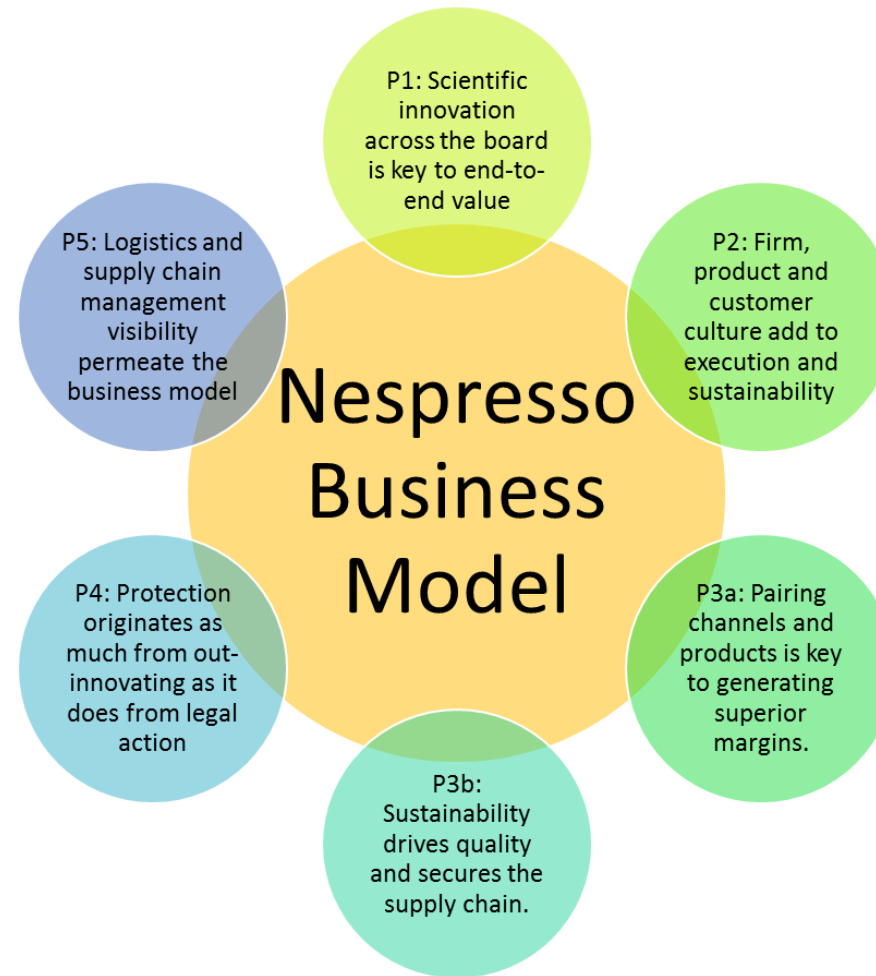 P1: Scientific
innovation
across the board
is key to end-to-
end value
P2: Firm,
product and
customer
culture add to
execution and
sustainability
P3a: Pairing
channels and
products is key
to generating
superior
margins.
P3b:
Sustainability
drives quality
and secures the
supply chain.
P4: Protection
originates as
much from out-
innovating as it
does from legal
action
P5: Logistics and
supply chain
management
visibility
permeate the
business model
Nespresso
Business
Model